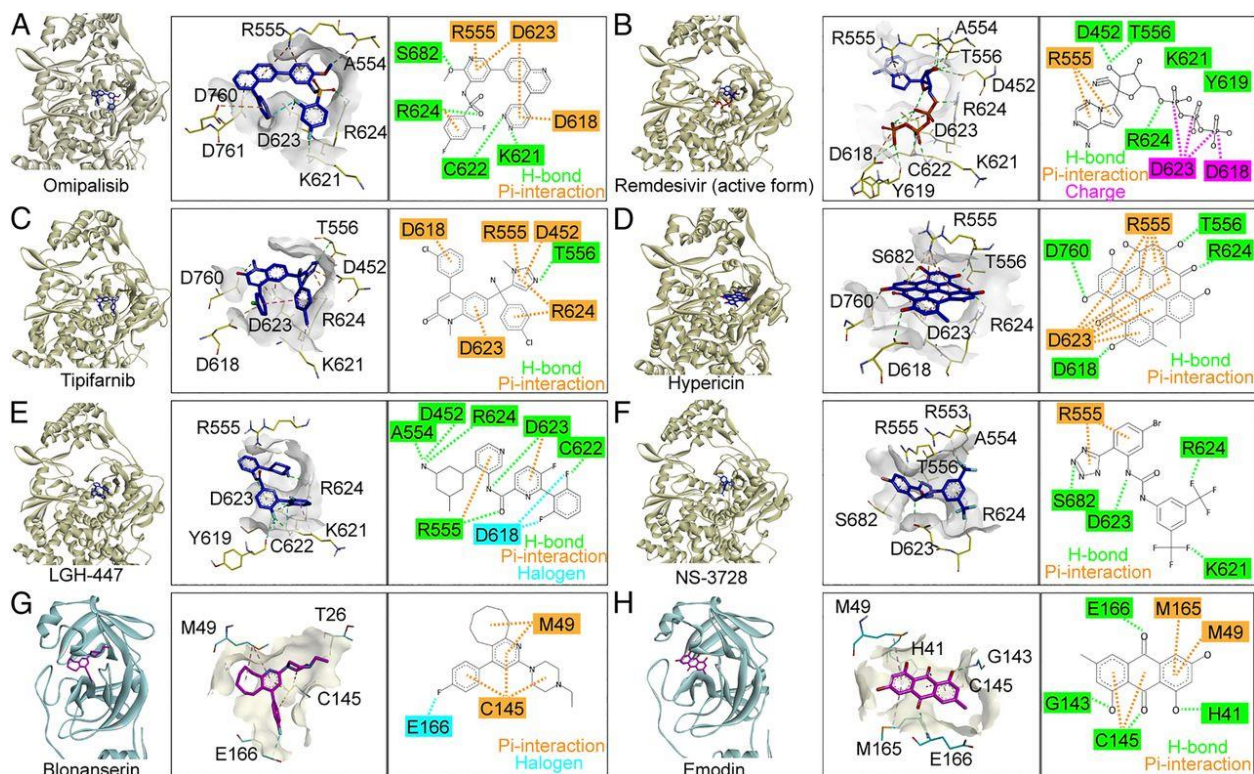 A
R555
A554
D760
D761
D623
R624
K621
Omipalisib
R555 D623
S682
R624
D618
C622 K621
H-bond
Pi-interaction
B
R555
A554
T556
D452
R624
D623
D618
C622
K621
Y619
Remdesivir (active form)
D452 T556
R555
K621
Y619
R624
D623 D618
H-bond
Pi-interaction
Charge
C
T556
D760
D452
D623
R624
D618
K621
Tipifarnib
D618
R555 D452
T556
Cl
N
N
R624
O
N
Cl
D623
H-bond
Pi-interaction
D
R555
S682
T556
D760
D623
R624
D618
Hypericin
R555
T556
D760
R624
D623
D618
H-bond
Pi-interaction
E
R555
D623
R624
Y619
K621
C622
LGH-447
D452
A554
R624
D623
C622
R555
D618
H-bond
Pi-interaction
Halogen
F
R553
R555
A554
T556
S682
R624
D623
NS-3728
R555
Br
R624
S682
D623
K621
H-bond
Pi-interaction
G
T26
M49
C145
E166
Blonanserin
M49
C145
E166
Pi-interaction
Halogen
H
M49
H41
G143
C145
M165
E166
Emodin
E166
M165
M49
G143
H41
C145
H-bond
Pi-interaction